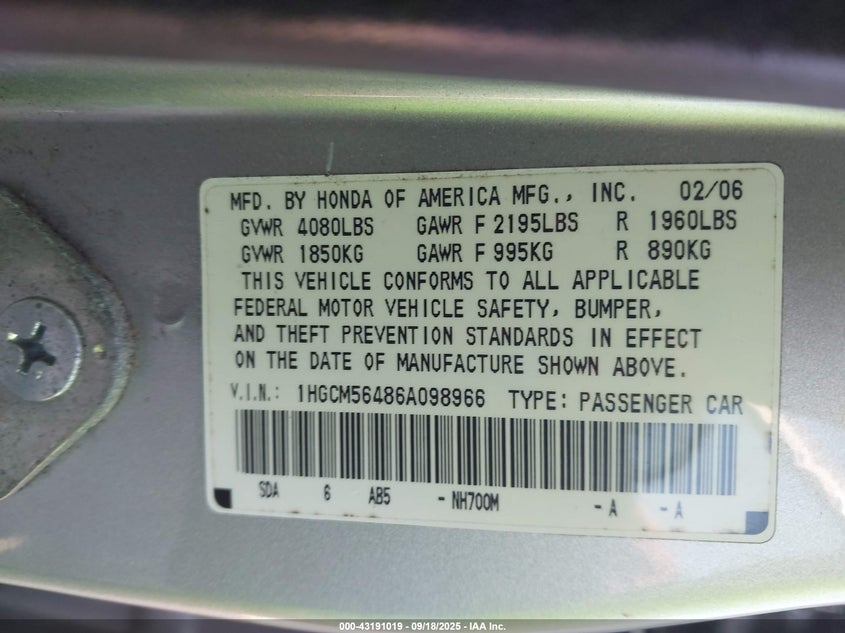 MFD. BY HONDA OF AMERICA MFG., INC. 02/06
GVWR 4080LBS GAWR F 2195LBS R 1960LBS
GVWR 1850KG GAWR F 995KG R 890KG
THIS VEHICLE CONFORMS TO ALL APPLICABLE
FEDERAL MOTOR VEHICLE SAFETY, BUMPER,
AND THEFT PREVENTION STANDARDS IN EFFECT
ON THE DATE OF MANUFACTURE SHOWN ABOVE.
V.I.N.: 1HGCM56486A098966 TYPE: PASSENGER CAR
SDA 6 AB5 -NH700M -A -A
000-43191019 - 09/18/2025 - IAA Inc.